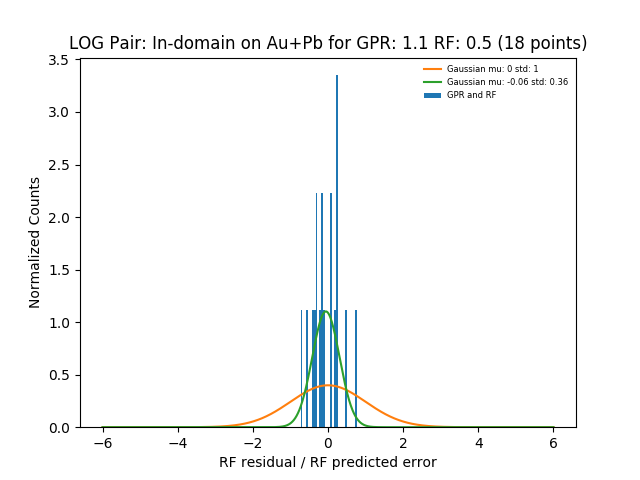 LOG Pair: In-domain on Au+Pb for GPR: 1.1 RF: 0.5 (18 points)
Gaussian mu: 0 std: 1
Gaussian mu: -0.06 std: 0.36
GPR and RF
Normalized Counts
3.5
3.0
2.5
2.0
1.5
1.0
0.5
0.0
−6 −4 −2 0 2 4 6
RF residual / RF predicted error